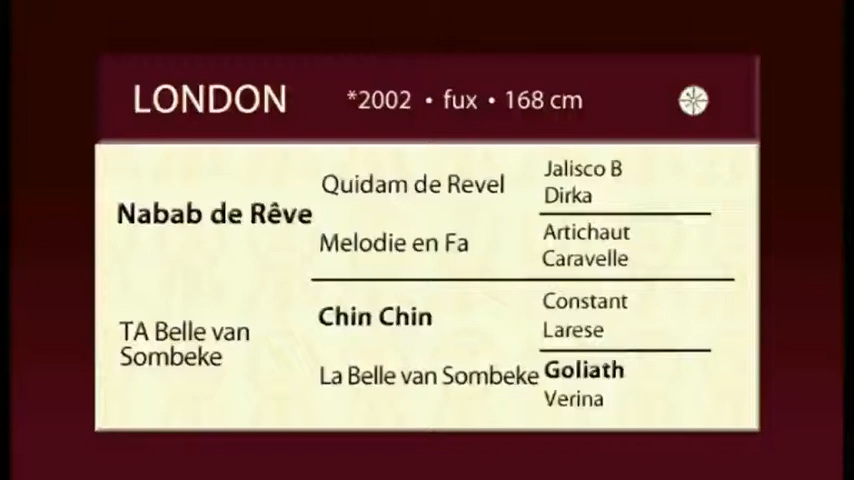 LONDON *2002 • fux • 168 cm
Nabab de Rêve
Quidam de Revel
Jalisco B
Dirka
Melodie en Fa
Artichaut
Caravelle
TA Belle van
Sombeke
Chin Chin
Constant
Larese
La Belle van Sombeke
Goliath
Verina